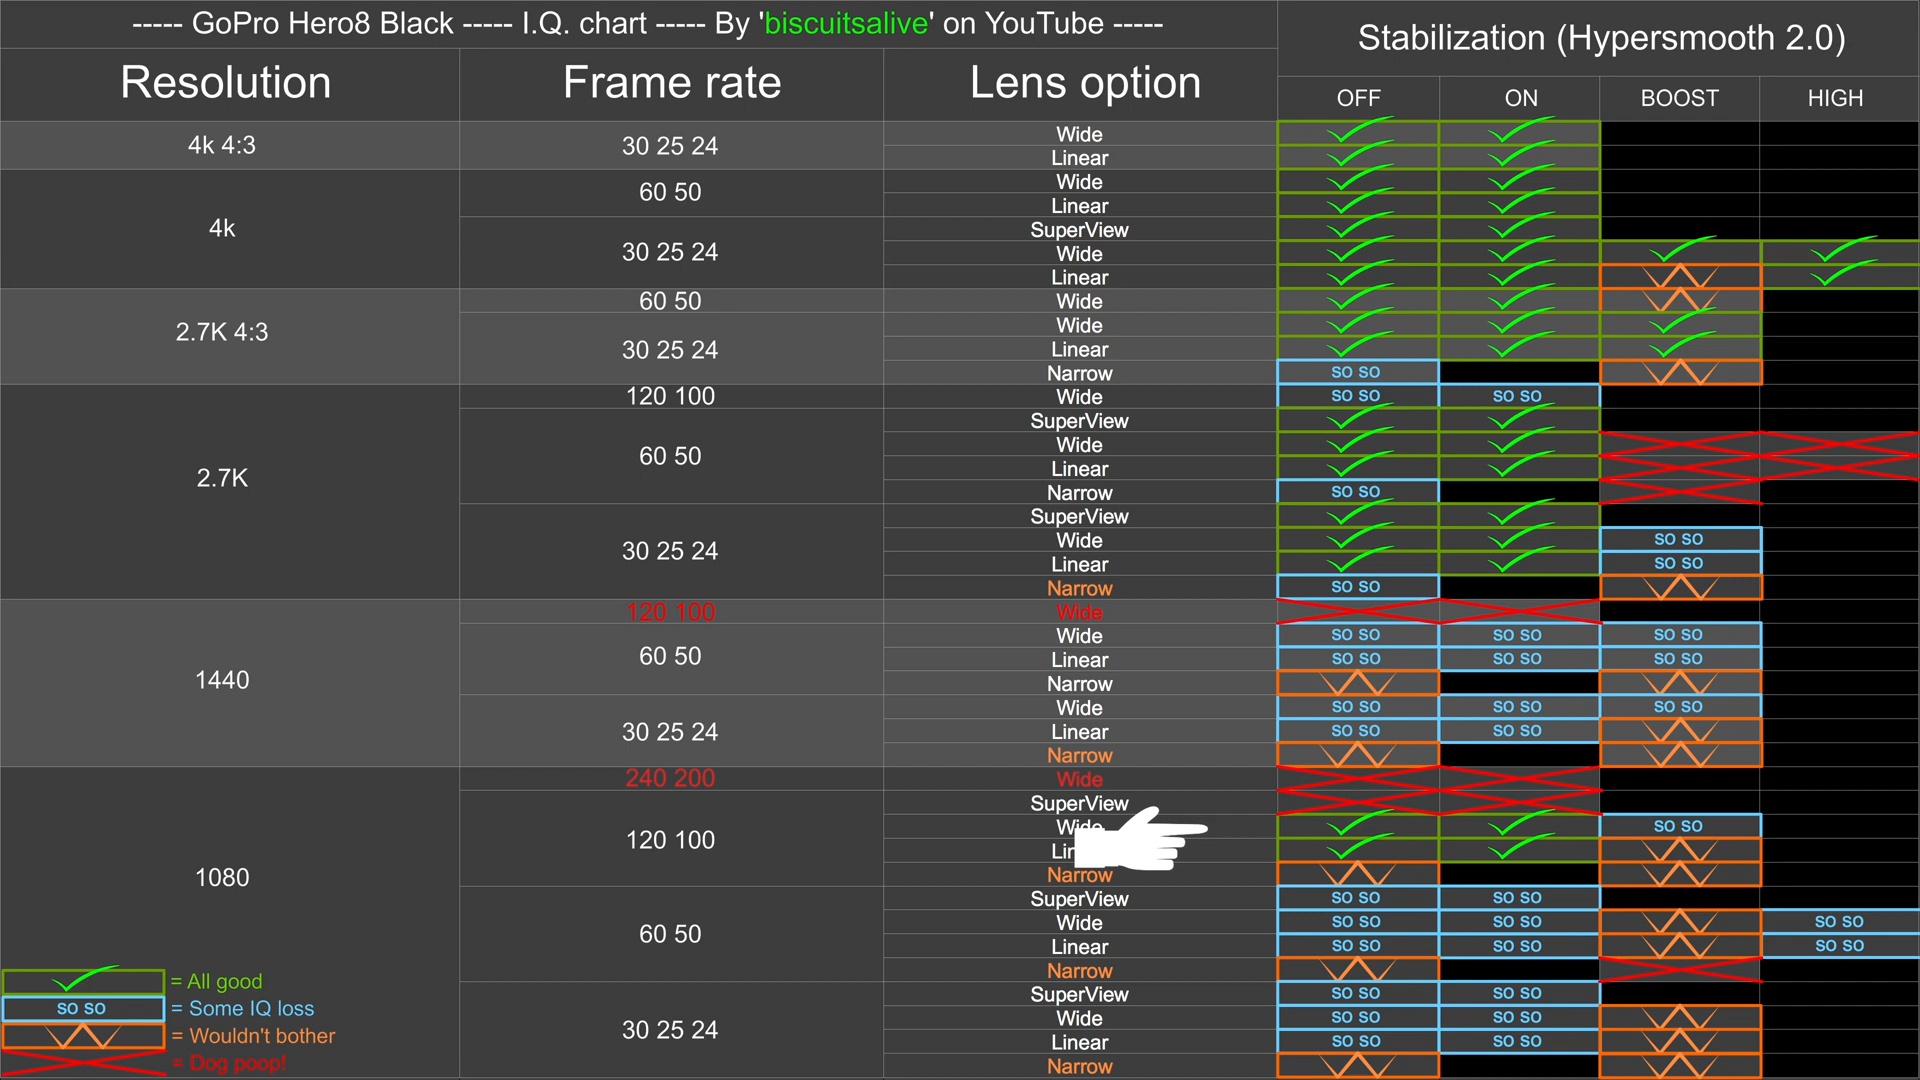 ----- GoPro Hero8 Black ----- I.Q. chart ----- By 'biscuitsalive' on YouTube -----
Stabilization (Hypersmooth 2.0)
Resolution Frame rate Lens option
OFF ON BOOST HIGH
4k 4:3 30 25 24
Wide
Linear
4k
60 50
Wide
Linear
30 25 24
SuperView
Wide
Linear
2.7K 4:3
60 50
Wide
30 25 24
Wide
Linear
Narrow SO SO
2.7K
120 100
Wide SO SO SO SO
60 50
SuperView
Wide
Linear
Narrow SO SO
30 25 24
SuperView
Wide SO SO
Linear SO SO
Narrow SO SO
1440
120 100
Wide
60 50
Wide SO SO SO SO SO SO
Linear SO SO SO SO SO SO
Narrow
30 25 24
Wide SO SO SO SO SO SO
Linear SO SO SO SO
Narrow
1080
240 200
Wide
120 100
SuperView
Wide SO SO
Narrow
60 50
SuperView SO SO SO SO
Wide SO SO SO SO SO SO
Linear SO SO SO SO SO SO
Narrow
30 25 24
SuperView SO SO SO SO
Wide SO SO SO SO
Linear SO SO SO SO
Narrow
= All good
SO SO = Some IQ loss
= Wouldn't bother
= Dog poop!